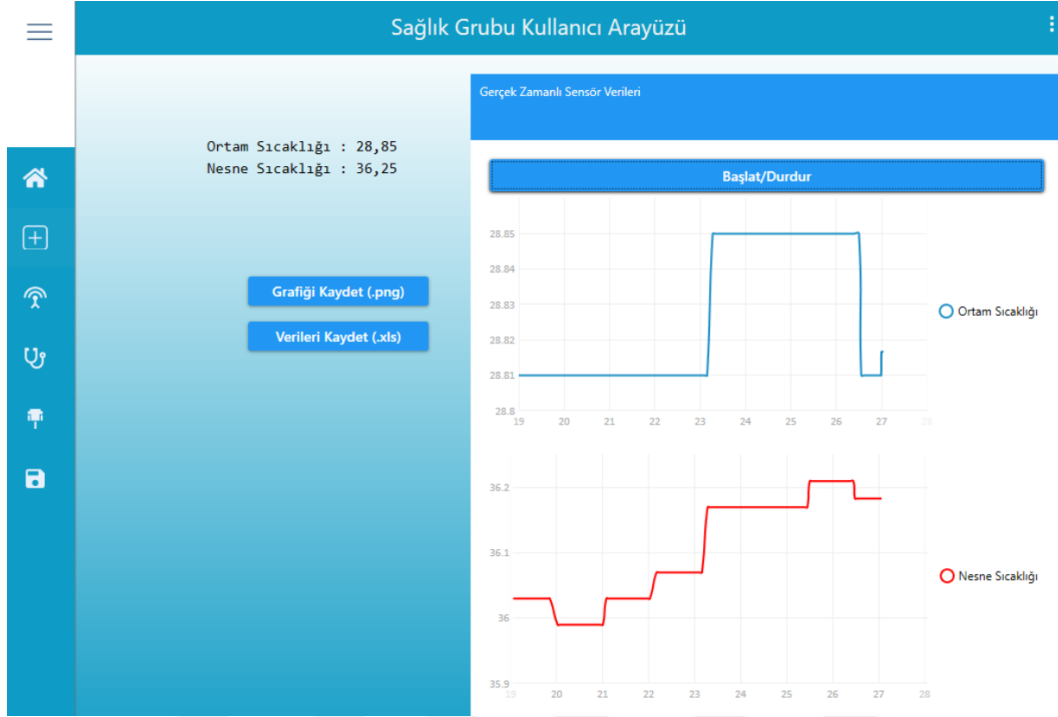 Sağlık Grubu Kullanıcı Arayüzü
Gerçek Zamanlı Sensör Verileri
Ortam Sıcaklığı : 28,85
Nesne Sıcaklığı : 36,25
Başlat/Durdur
Grafiği Kaydet (.png)
Verileri Kaydet (.xls)
28.85
28.84
28.83
28.82
28.81
28.8
19 20 21 22 23 24 25 26 27 28
Ortam Sıcaklığı
36.2
36.1
36
35.9
19 20 21 22 23 24 25 26 27 28
Nesne Sıcaklığı